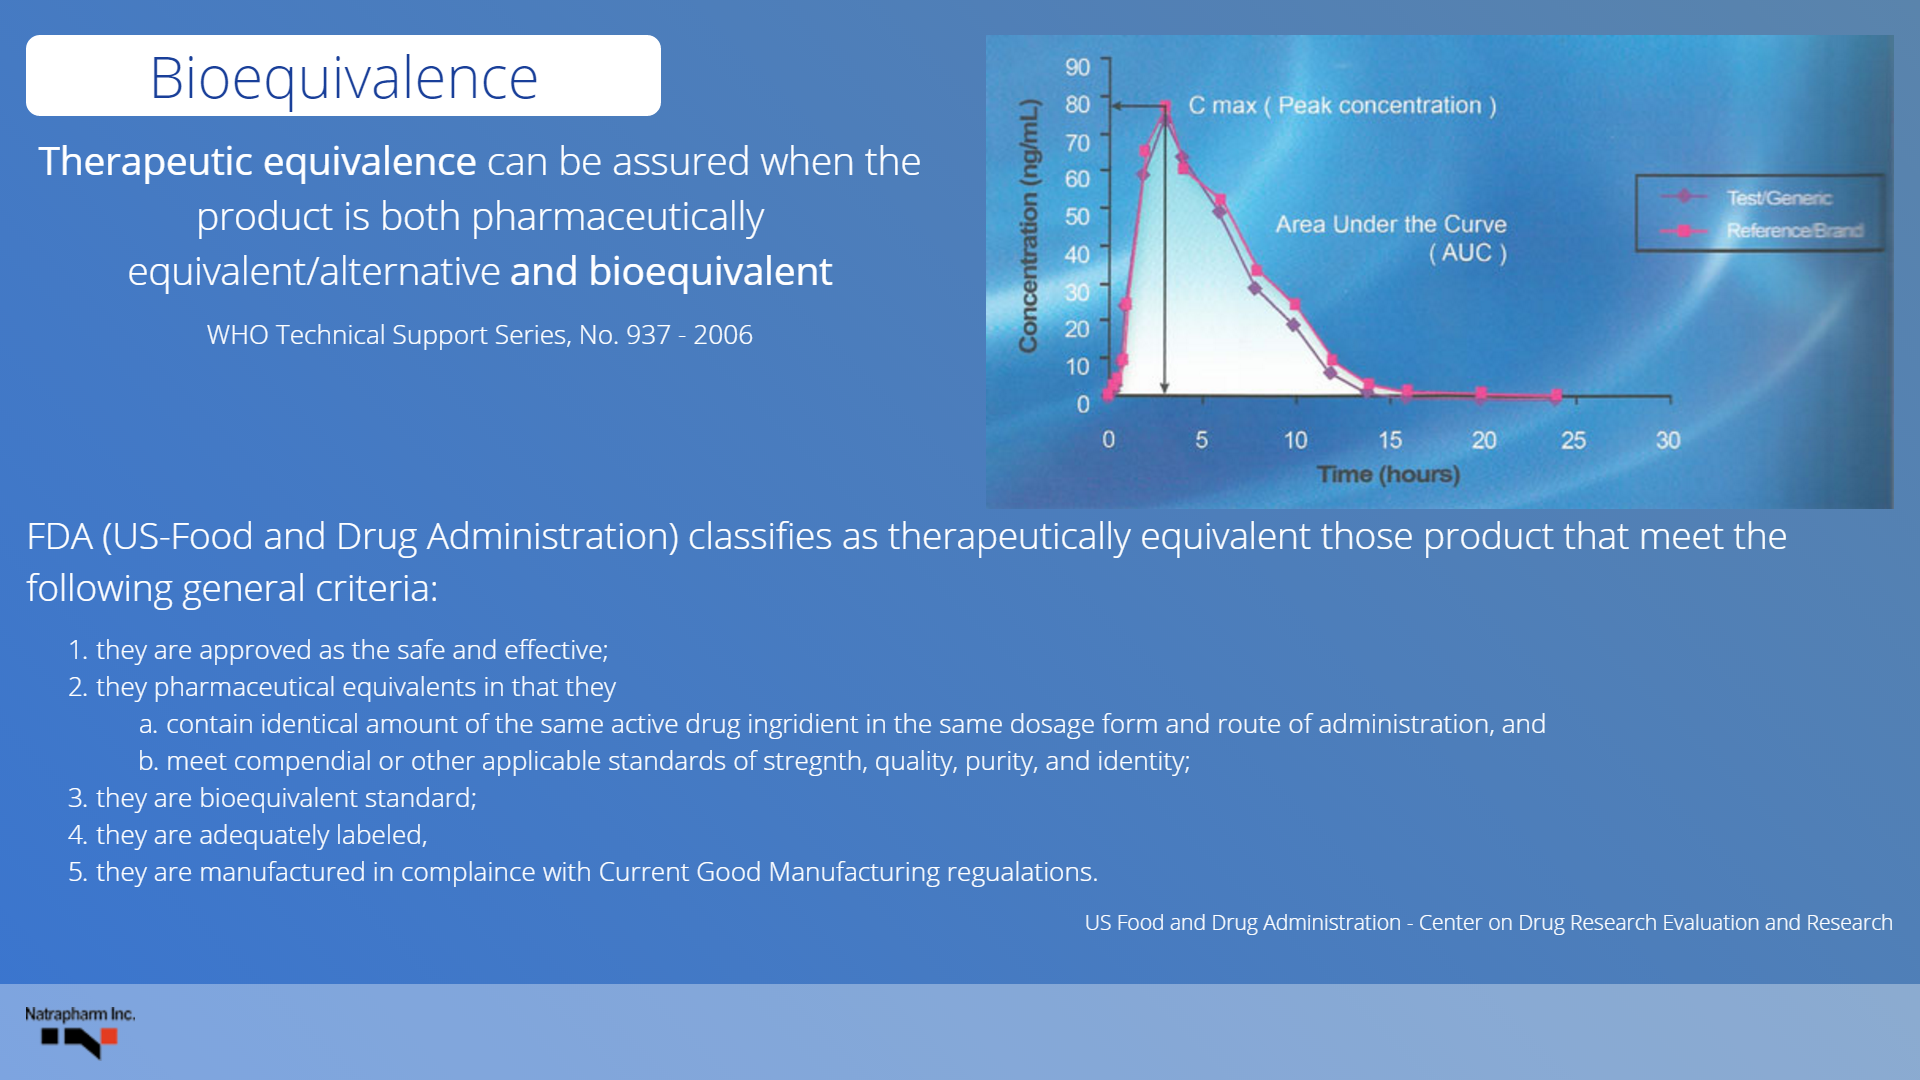 Bioequivalence
Therapeutic equivalence can be assured when the
product is both pharmaceutically
equivalent/alternative and bioequivalent
WHO Technical Support Series, No. 937 - 2006
90
80
70
60
50
40
30
20
10
0
Concentration (ng/mL)
C max ( Peak concentration )
Area Under the Curve
( AUC )
Test/Generic
Reference/Brand
0 5 10 15 20 25 30
Time (hours)
FDA (US-Food and Drug Administration) classifies as therapeutically equivalent those product that meet the
following general criteria:
1. they are approved as the safe and effective;
2. they pharmaceutical equivalents in that they
a. contain identical amount of the same active drug ingridient in the same dosage form and route of administration, and
b. meet compendial or other applicable standards of stregnth, quality, purity, and identity;
3. they are bioequivalent standard;
4. they are adequately labeled,
5. they are manufactured in complaince with Current Good Manufacturing regualations.
US Food and Drug Administration - Center on Drug Research Evaluation and Research
Natrapharm Inc.